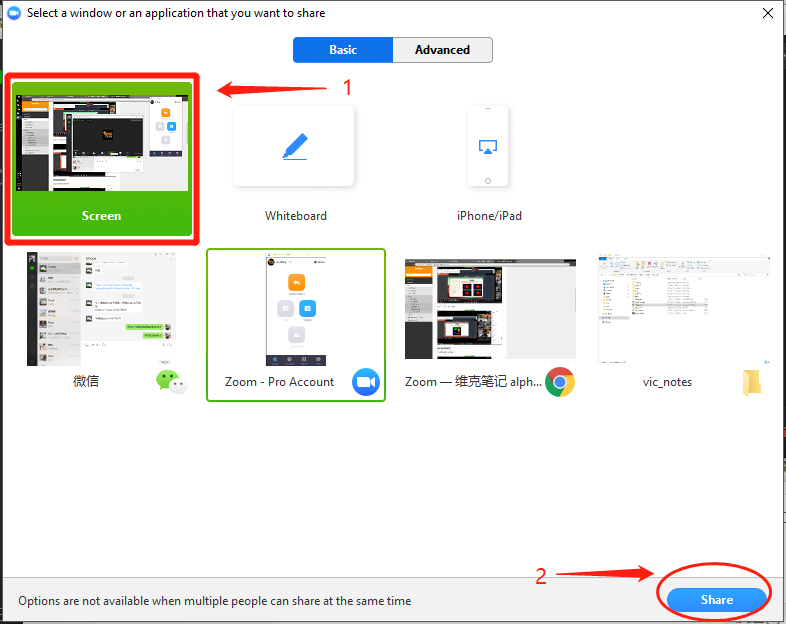 Select a window or an application that you want to share
Basic
Advanced
1
Screen
Whiteboard
iPhone/iPad
微信
Zoom - Pro Account
Zoom — 维克笔记 alph...
vic_notes
2
Options are not available when multiple people can share at the same time
Share